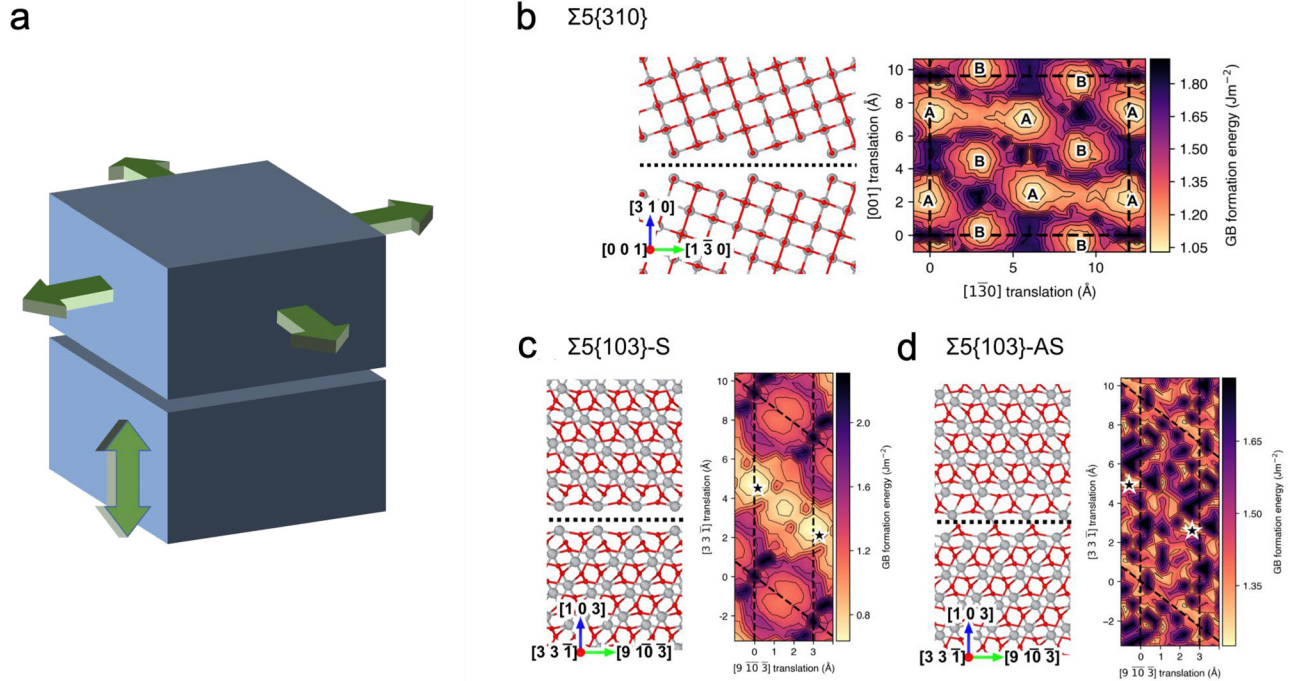 a
b
Σ5{310}
[3 1 0]
[0 0 1]
[1 3̅ 0]
[001] translation (Å)
10
8
6
4
2
0
A
B
B
A
A
A
B
B
A
A
A
B
B
0
5
10
[13̅0] translation (Å)
1.80
1.65
1.50
1.35
1.20
1.05
GB formation energy (Jm⁻²)
c
Σ5{103}-S
[1 0 3]
[3 3 1̅]
[9 1̅0̅ 3̅]
[3 3 1̅] translation (Å)
10
8
6
4
2
0
−2
0
1
2
3
[9 1̅0̅ 3̅] translation (Å)
2.0
1.6
1.2
0.8
GB formation energy (Jm⁻²)
d
Σ5{103}-AS
[1 0 3]
[3 3 1̅]
[9 1̅0̅ 3̅]
[3 3 1̅] translation (Å)
10
8
6
4
2
0
−2
0
1
2
3
[9 1̅0̅ 3̅] translation (Å)
1.65
1.50
1.35
GB formation energy (Jm⁻²)